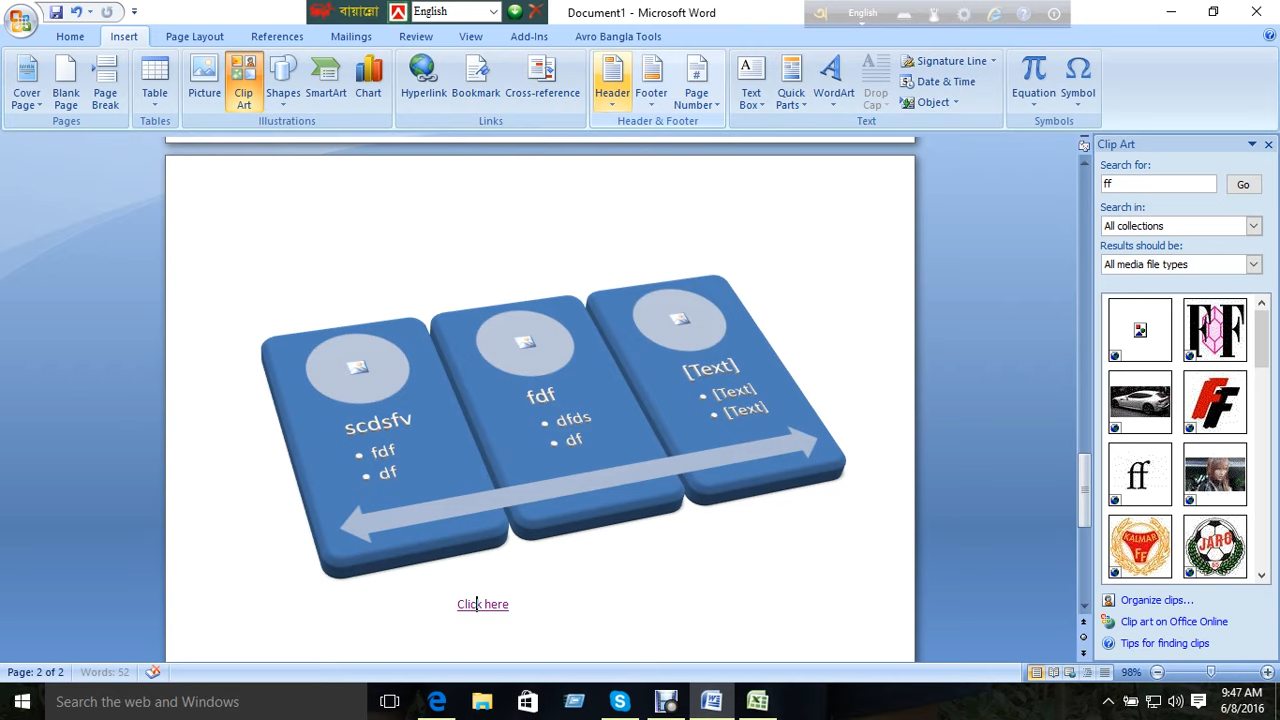 বায়ান্নো
English
Document1 - Microsoft Word
English
Home
Insert
Page Layout
References
Mailings
Review
View
Add-Ins
Avro Bangla Tools
Cover Page
Blank Page
Page Break
Table
Picture
Clip Art
Shapes
SmartArt
Chart
Hyperlink
Bookmark
Cross-reference
Header
Footer
Page Number
Text Box
Quick Parts
WordArt
Drop Cap
Signature Line
Date & Time
Object
Equation
Symbol
Pages
Tables
Illustrations
Links
Header & Footer
Text
Symbols
Clip Art
Search for:
ff
Go
Search in:
All collections
Results should be:
All media file types
FF
ff
KALMAR
FF
JARO
Organize clips...
Clip art on Office Online
Tips for finding clips
scdsfv
• fdf
• df
fdf
• dfds
• df
[Text]
• [Text]
• [Text]
Click here
Page: 2 of 2
Words: 52
98%
Search the web and Windows
9:47 AM
6/8/2016